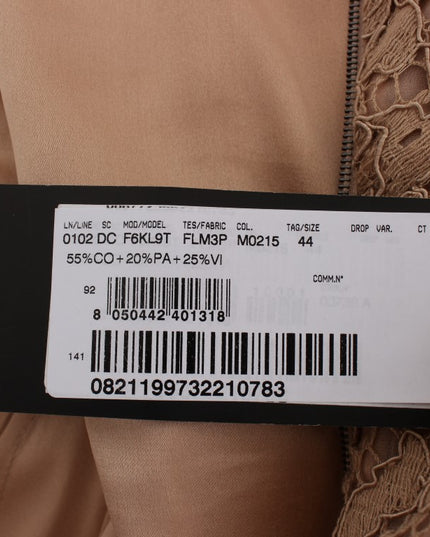 LN/LINE SC MOD/MODEL TES/FABRIC COL. TAG/SIZE DROP VAR. CT
0102 DC F6KL9T FLM3P M0215 44
55%CO+20%PA+25%VI
COMM.N°
92
8 050442 401318
141
0821199732210783